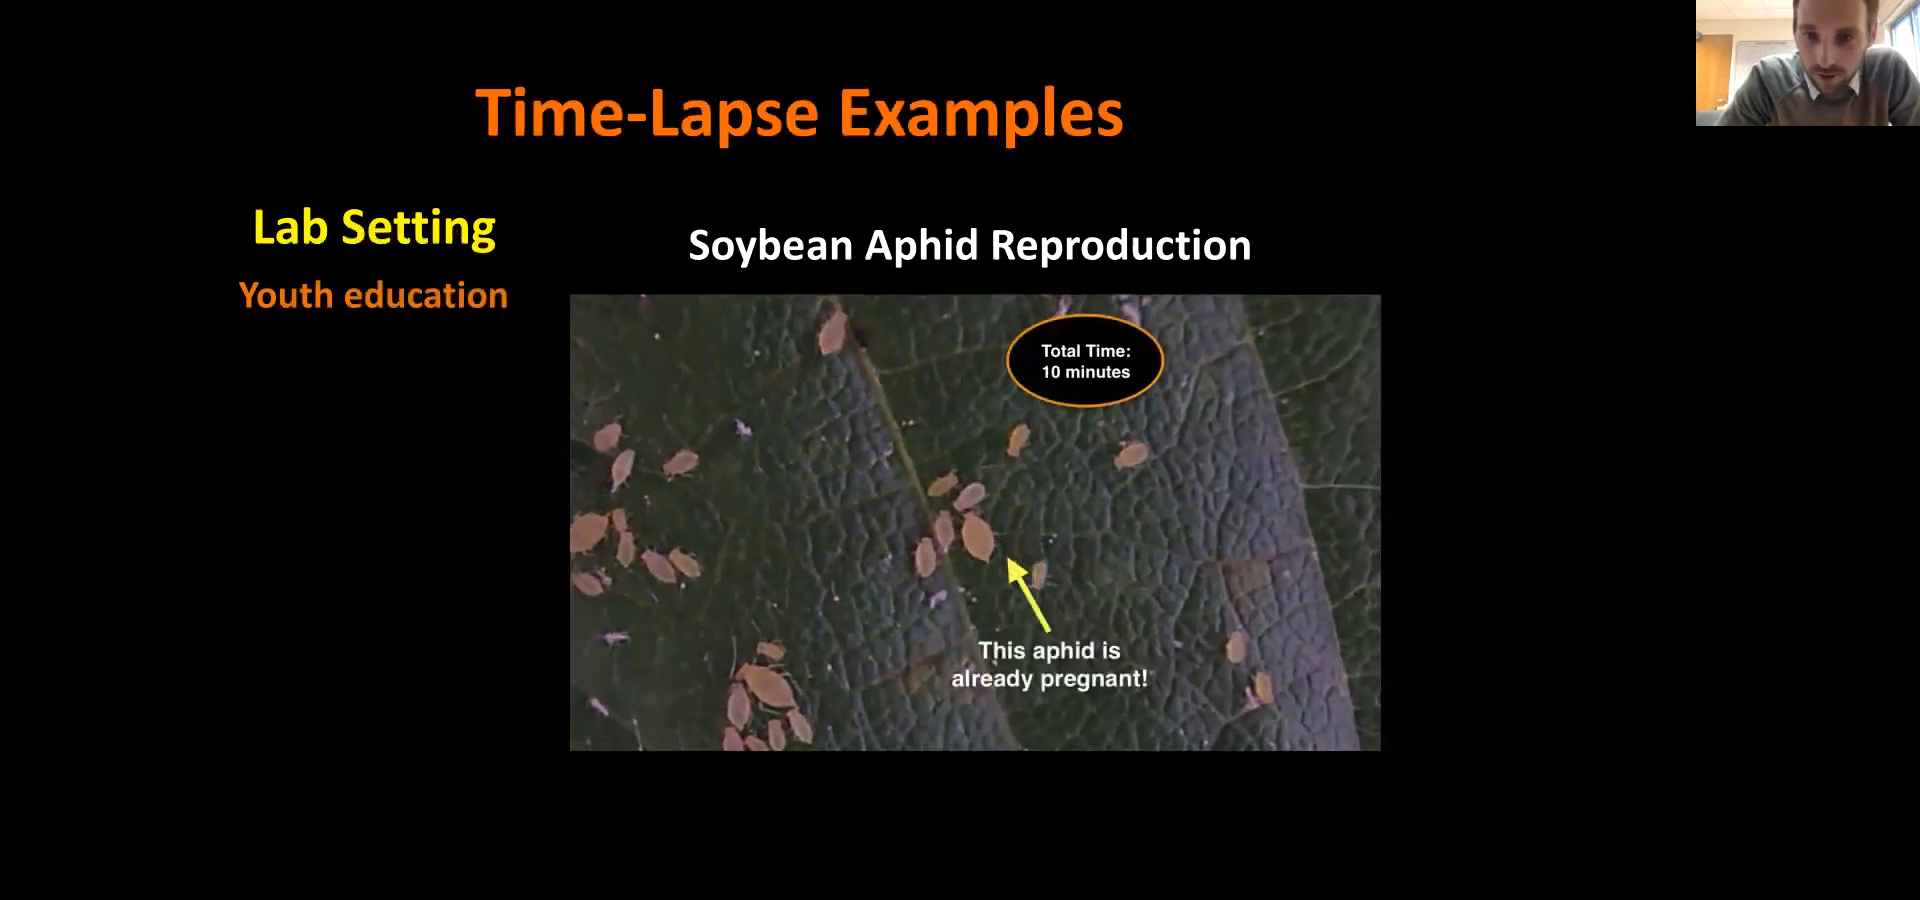 Time-Lapse Examples
Lab Setting
Youth education
Soybean Aphid Reproduction
Total Time:
10 minutes
This aphid is
already pregnant!